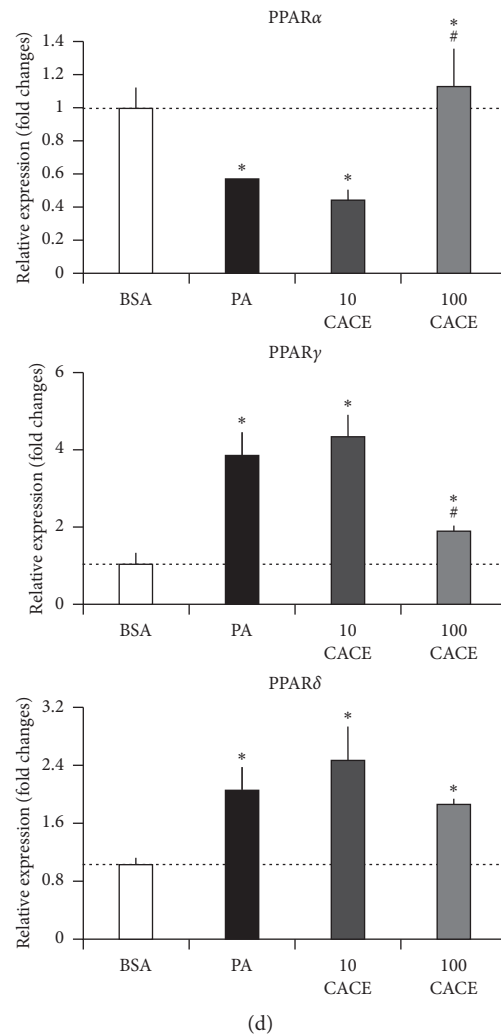 PPARα
Relative expression (fold changes)
1.4
1.2
1
0.8
0.6
0.4
0.2
0
*
*
*
#
BSA
PA
10
CACE
100
CACE
PPARγ
Relative expression (fold changes)
6
4
2
0
*
*
*
#
BSA
PA
10
CACE
100
CACE
PPARδ
Relative expression (fold changes)
3.2
2.4
1.6
0.8
0
*
*
*
BSA
PA
10
CACE
100
CACE
(d)